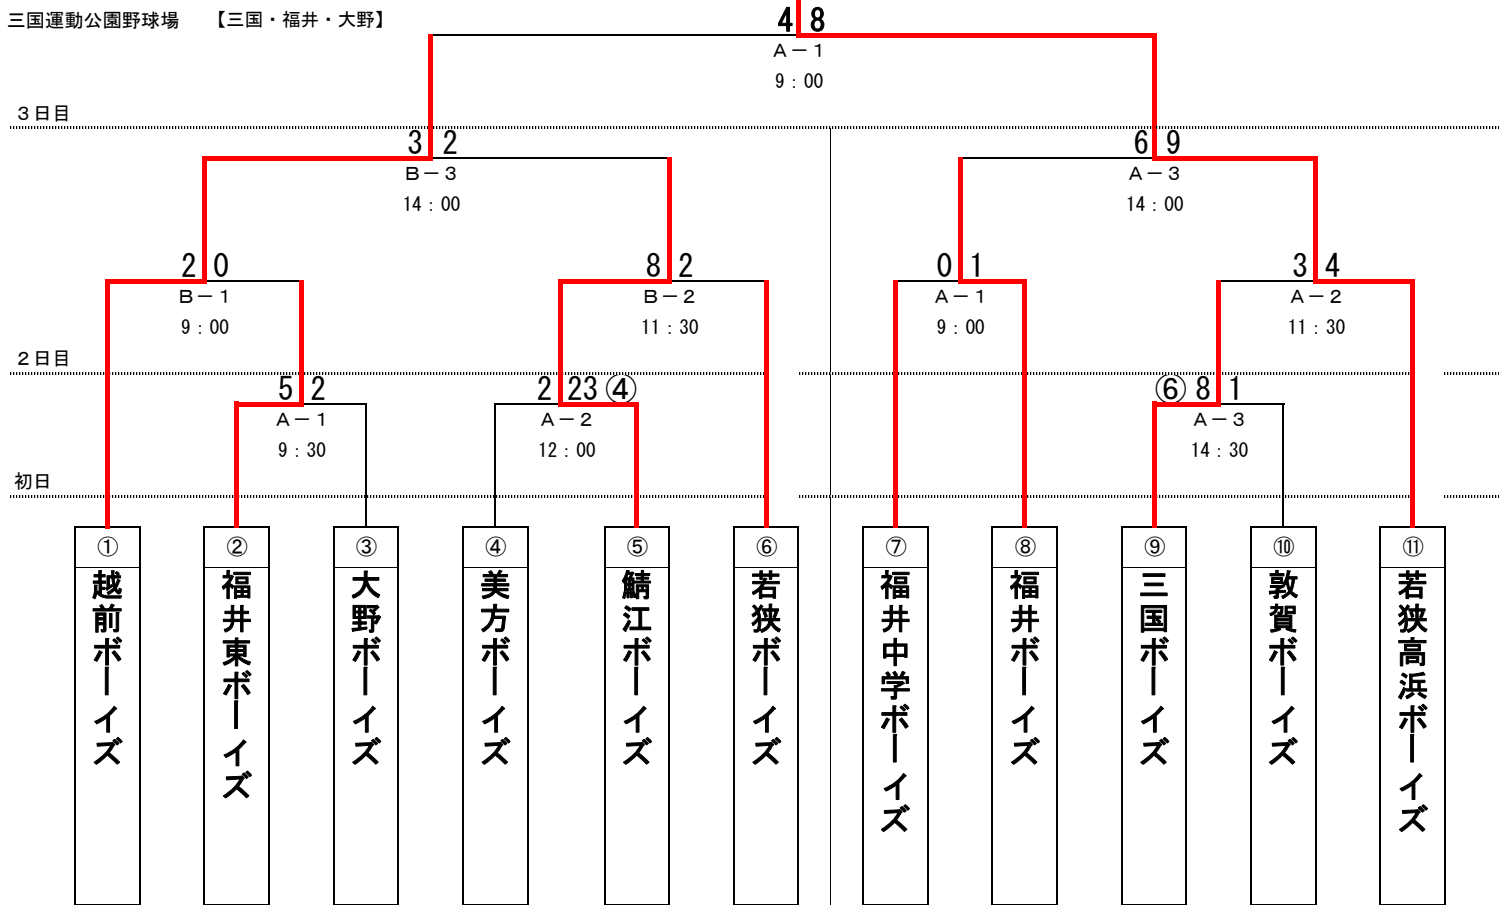 三国運動公園野球場 【三国・福井・大野】
4 8
A－1
9：00
3日目
3 2
B－3
14：00
6 9
A－3
14：00
2 0
B－1
9：00
8 2
B－2
11：30
0 1
A－1
9：00
3 4
A－2
11：30
2日目
5 2
A－1
9：30
2 23 ④
A－2
12：00
⑥ 8 1
A－3
14：30
初日
①
越前ボーイズ
②
福井東ボーイズ
③
大野ボーイズ
④
美方ボーイズ
⑤
鯖江ボーイズ
⑥
若狭ボーイズ
⑦
福井中学ボーイズ
⑧
福井ボーイズ
⑨
三国ボーイズ
⑩
敦賀ボーイズ
⑪
若狭高浜ボーイズ